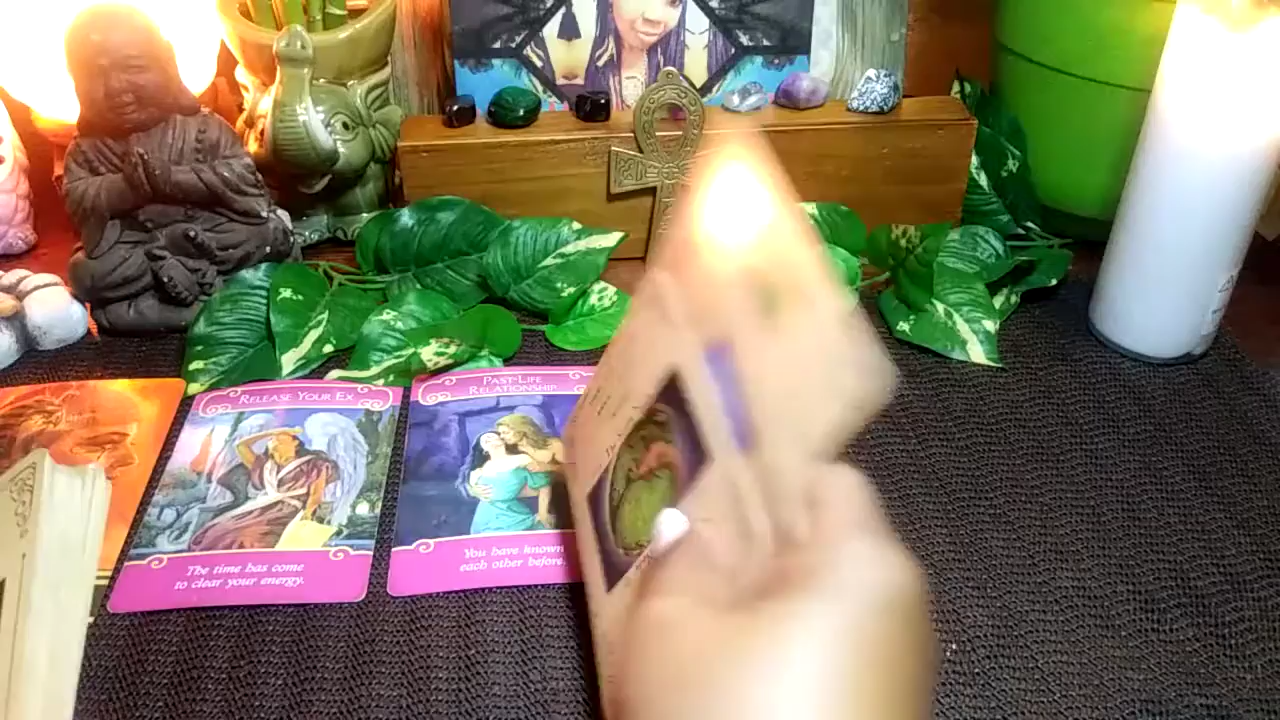 RELEASE YOUR EX
The time has come
to clear your energy.
PAST-LIFE
RELATIONSHIP
You have known
each other before.